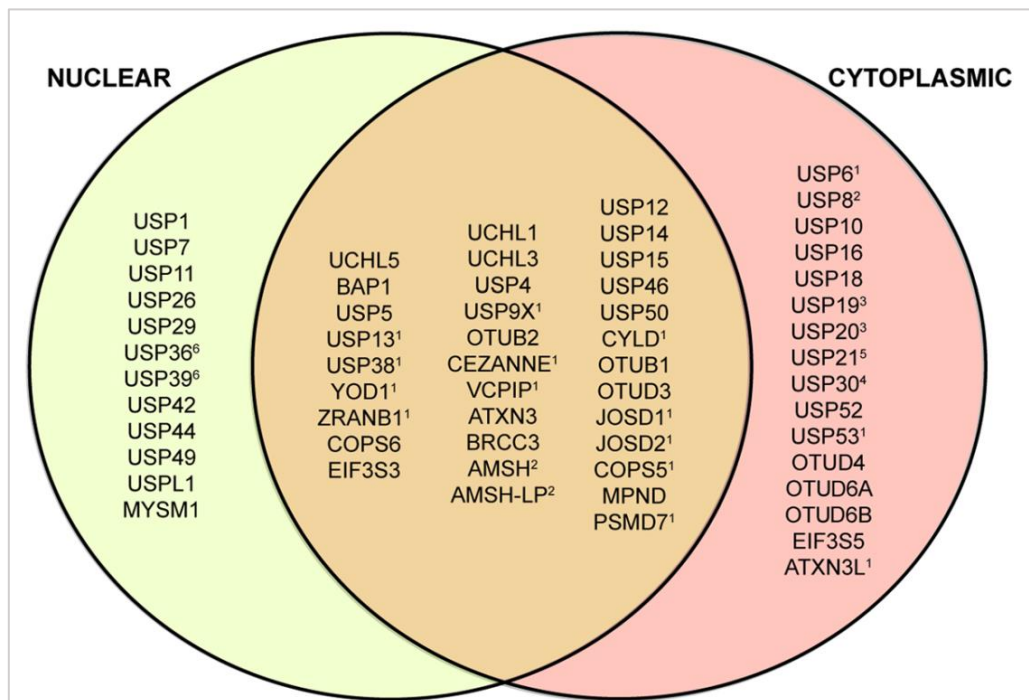 NUCLEAR
CYTOPLASMIC
USP1
USP7
USP11
USP26
USP29
USP36⁶
USP39⁶
USP42
USP44
USP49
USPL1
MYSM1
UCHL5
BAP1
USP5
USP13¹
USP38¹
YOD1¹
ZRANB1¹
COPS6
EIF3S3
UCHL1
UCHL3
USP4
USP9X¹
OTUB2
CEZANNE¹
VCPIP¹
ATXN3
BRCC3
AMSH²
AMSH-LP²
USP12
USP14
USP15
USP46
USP50
CYLD¹
OTUB1
OTUD3
JOSD1¹
JOSD2¹
COPS5¹
MPND
PSMD7¹
USP6¹
USP8²
USP10
USP16
USP18
USP19³
USP20³
USP21⁵
USP30⁴
USP52
USP53¹
OTUD4
OTUD6A
OTUD6B
EIF3S5
ATXN3L¹